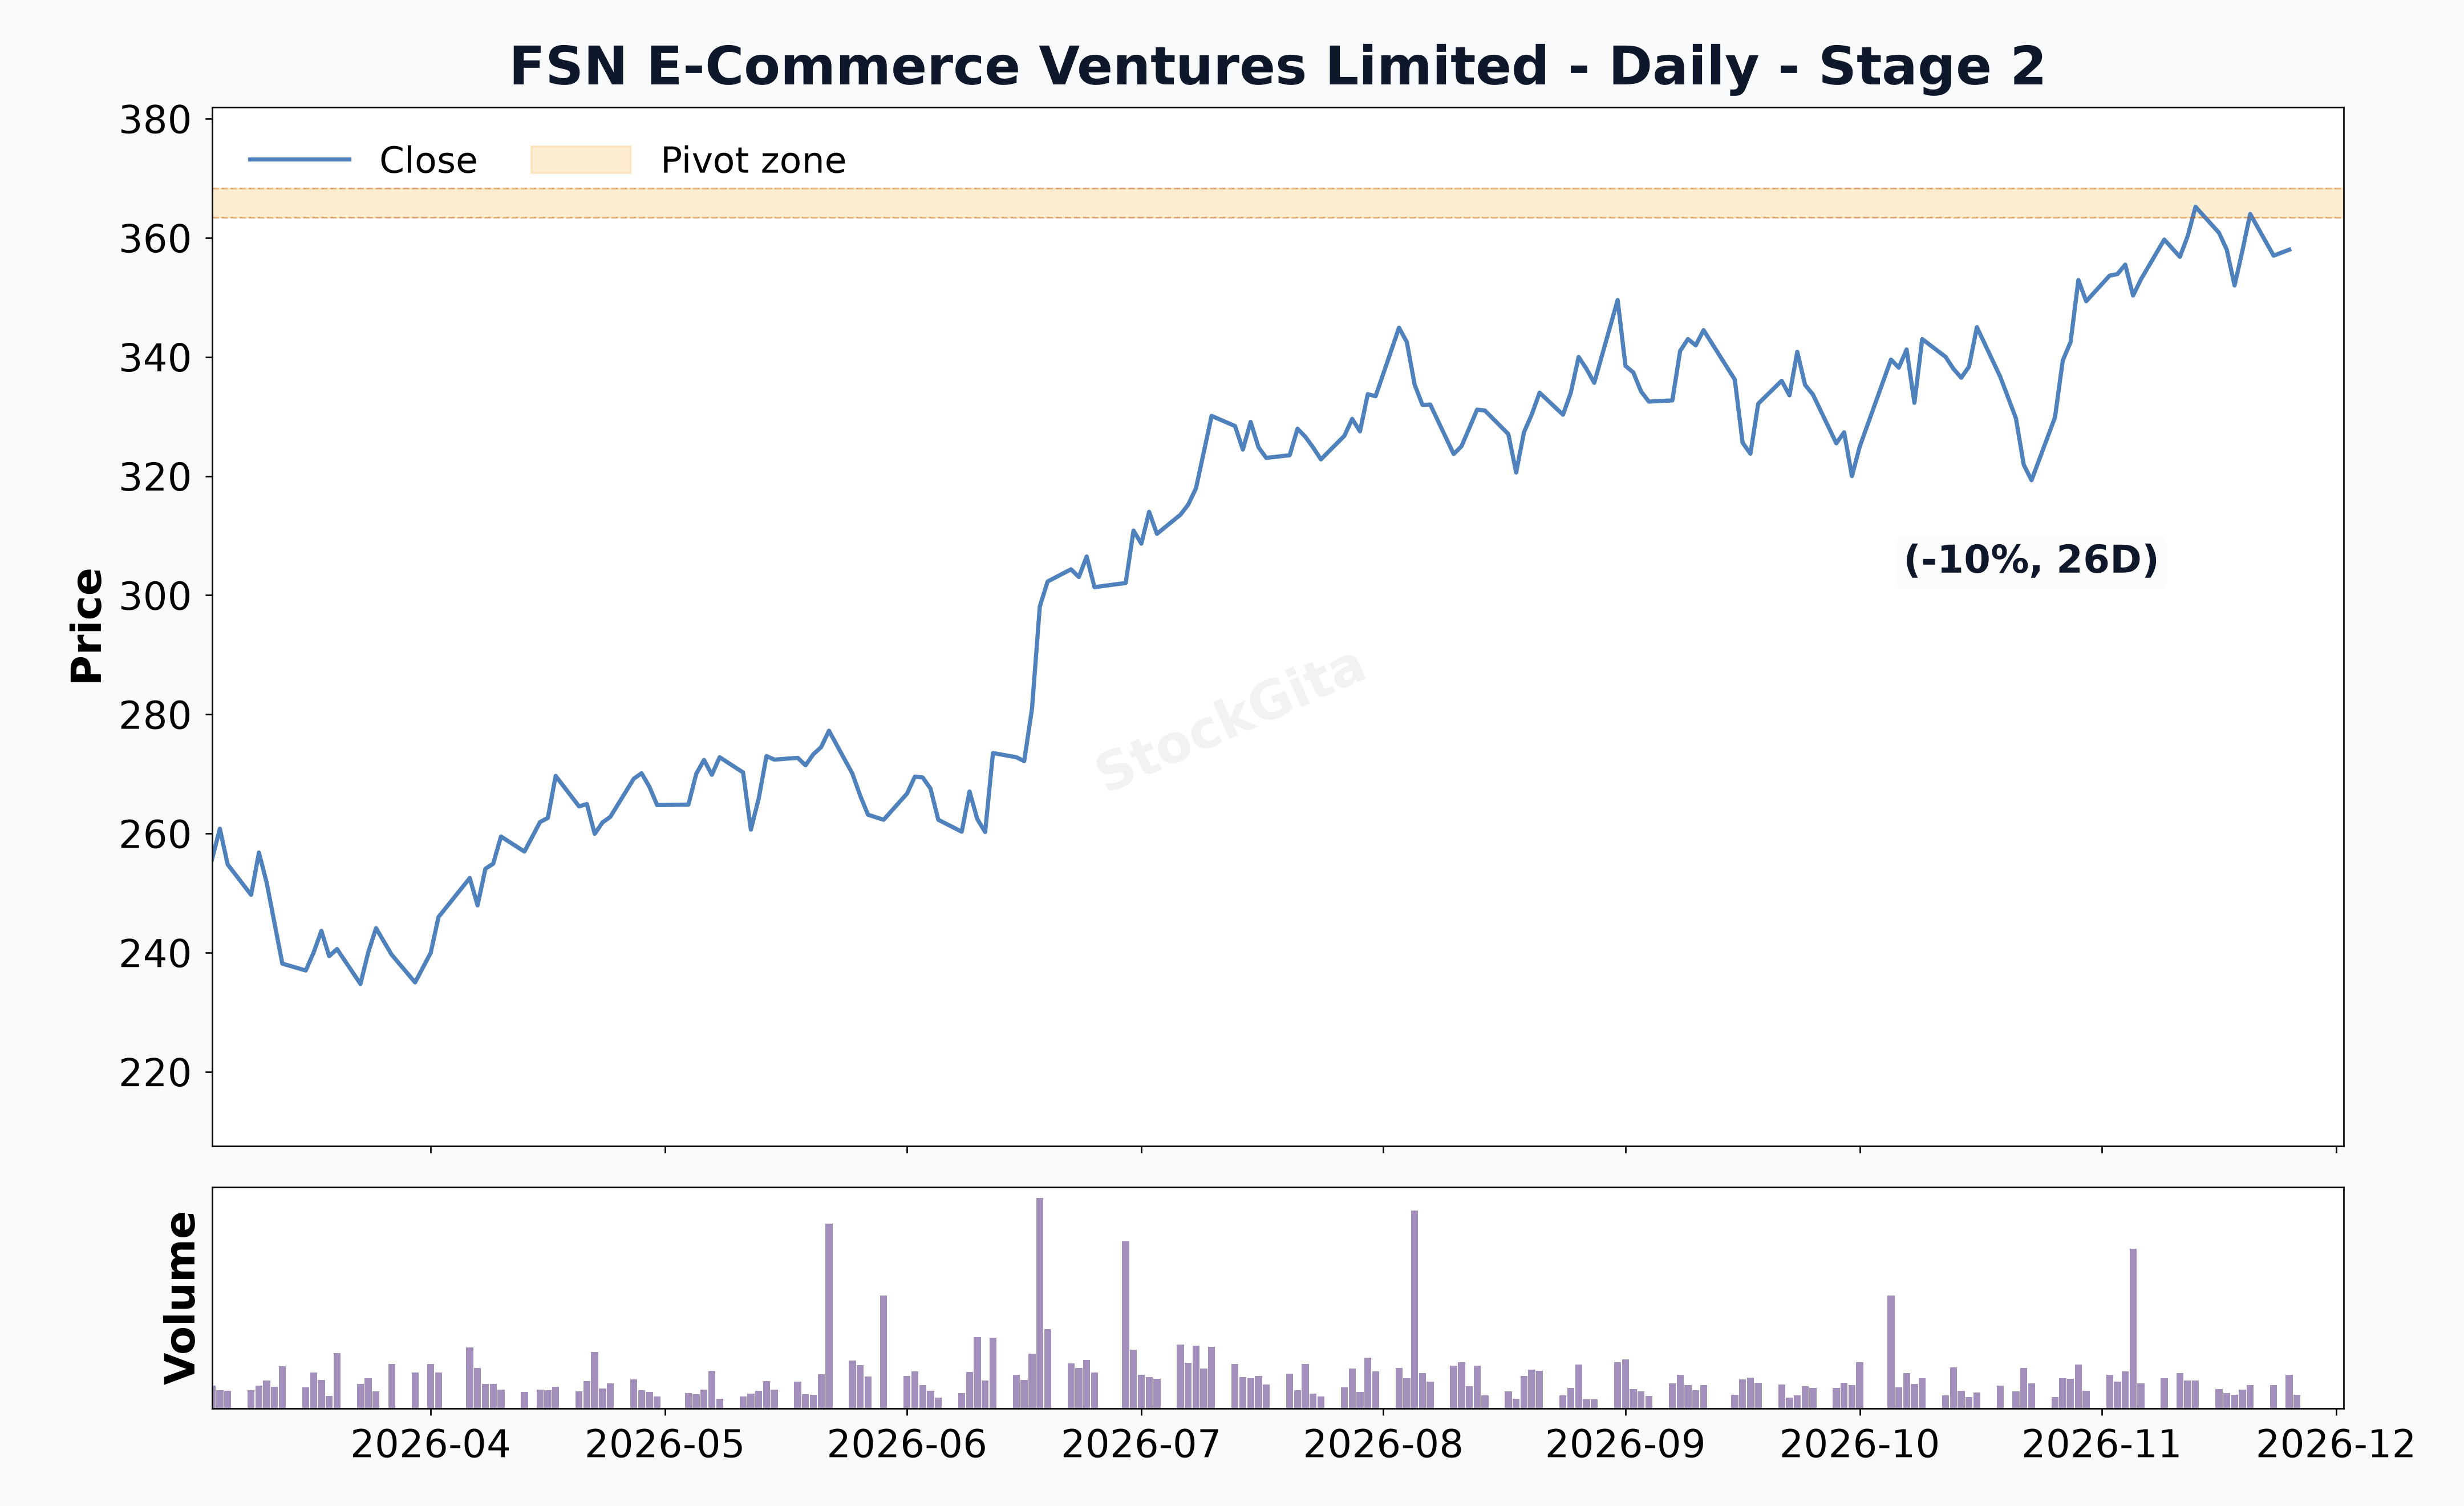 FSN E-Commerce Ventures Limited - Daily - Stage 2
Close
Pivot zone
Price
380
360
340
320
300
280
260
240
220
(-10%, 26D)
StockGita
Volume
2026-04
2026-05
2026-06
2026-07
2026-08
2026-09
2026-10
2026-11
2026-12